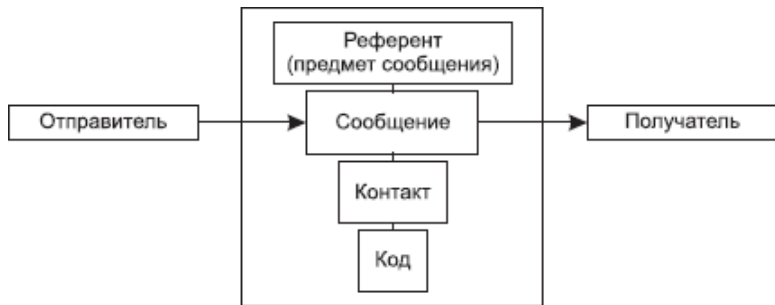 Референт
(предмет сообщения)
Отправитель
Сообщение
Получатель
Контакт
Код